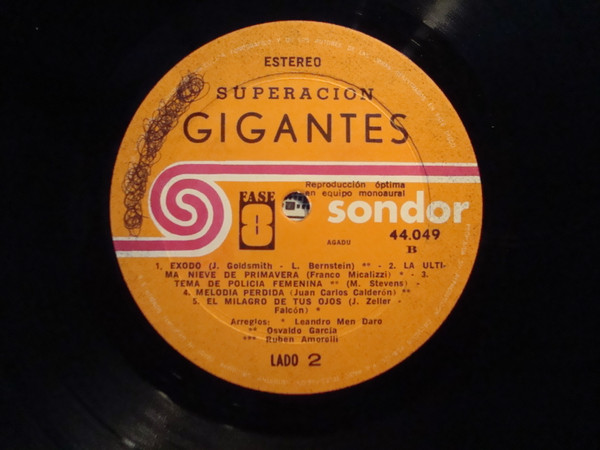 ESTEREO
SUPERACION
GIGANTES
Reproducción óptima
en equipo monoaural
FASE
8
sondor
AGADU
44.049
B
1. EXODO (J. Goldsmith - L. Bernstein) ** - 2. LA ULTI-
MA NIEVE DE PRIMAVERA (Franco Micalizzi) * - 3.
TEMA DE POLICIA FEMENINA ** (M. Stevens) -
4. MELODIA PERDIDA (Juan Carlos Calderón) **
5. EL MILAGRO DE TUS OJOS (J. Zeller -
Falcón) *
Arreglos: * Leandro Men Daro
** Osvaldo García
*** Rubén Amorelli
LADO 2